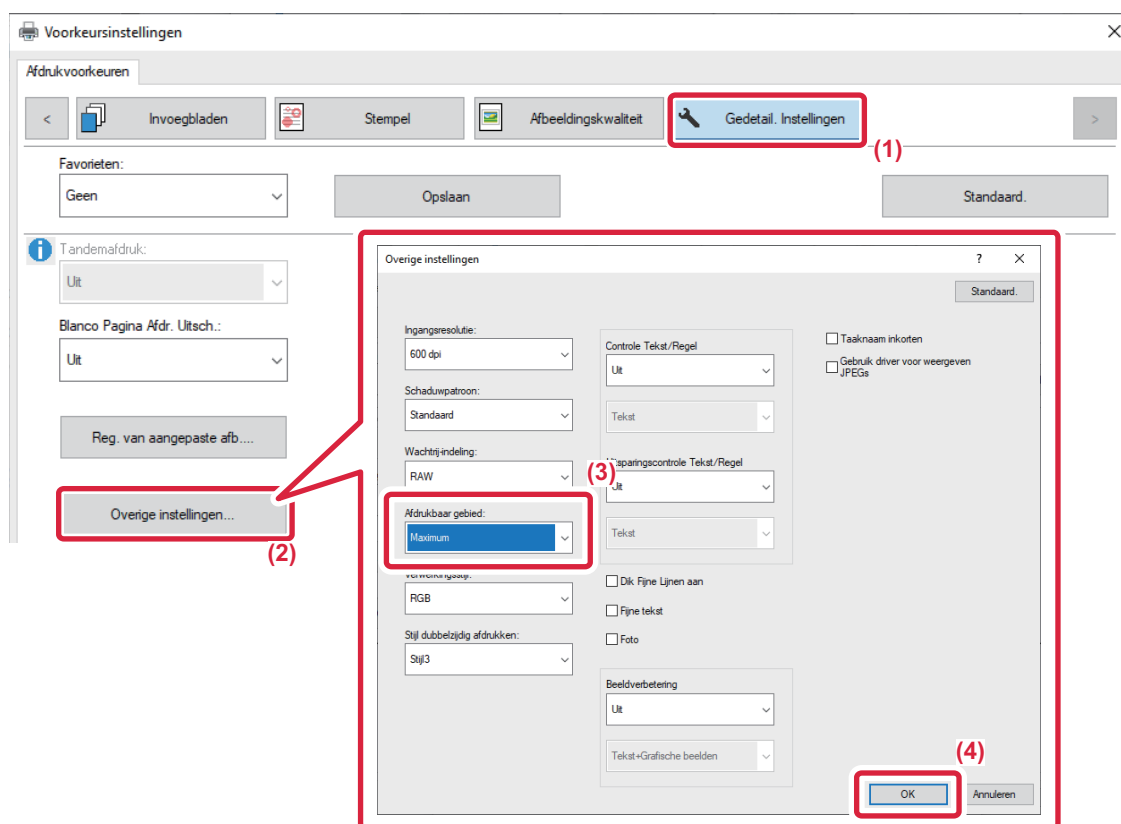 Voorkeursinstellingen
Afdrukvoorkeuren
<
Invoegbladen
Stempel
Afbeeldingskwaliteit
Gedetail. Instellingen
>
(1)
Favorieten:
Geen
Opslaan
Standaard.
Tandemafdruk:
Uit
Blanco Pagina Afdr. Uitsch.:
Uit
Reg. van aangepaste afb....
Overige instellingen...
(2)
Overige instellingen
?
Standaard.
Ingangsresolutie:
600 dpi
Schaduwpatroon:
Standaard
Wachtrij-indeling:
RAW
(3)
Afdrukbaar gebied:
Maximum
RGB
Stijl dubbelzijdig afdrukken:
Stijl3
Controle Tekst/Regel
Uit
Tekst
Tekst/Regel
Uit
Tekst
Dik Fijne Lijnen aan
Fijne tekst
Foto
Beeldverbetering
Uit
Tekst+Grafische beelden
Taaknaam inkorten
Gebruik driver voor weergeven
JPEGs
(4)
OK
Annuleren